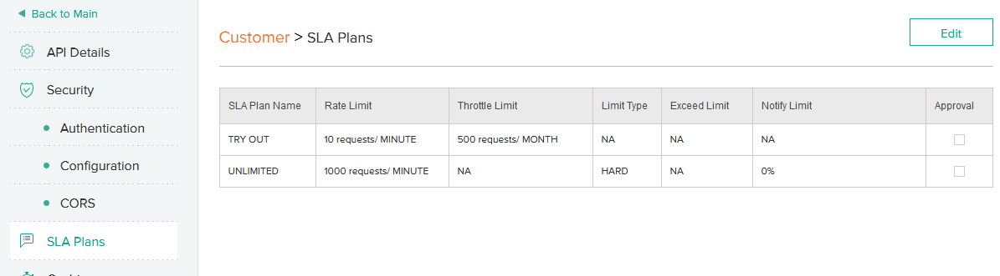 Back to Main
API Details
Security
Authentication
Configuration
CORS
SLA Plans
Customer > SLA Plans
Edit
SLA Plan Name Rate Limit Throttle Limit Limit Type Exceed Limit Notify Limit Approval
TRY OUT 10 requests/ MINUTE 500 requests/ MONTH NA NA NA
UNLIMITED 1000 requests/ MINUTE NA HARD NA 0%